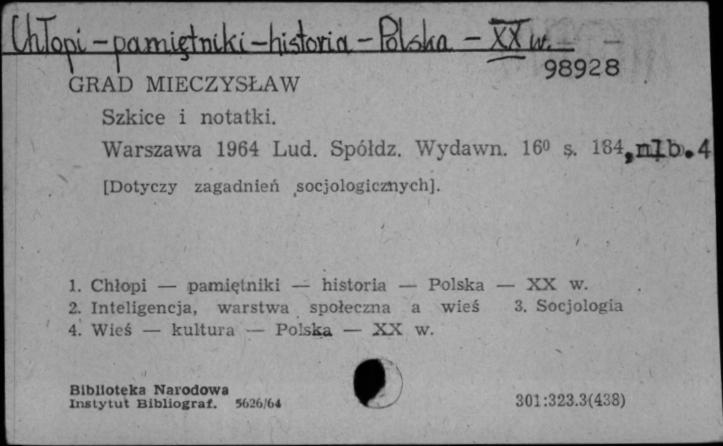 Chłopi – pamiętniki – historia – Polska – XX w.
98928
GRAD MIECZYSŁAW
Szkice i notatki.
Warszawa 1964 Lud. Spółdz. Wydawn. 16⁰ s. 184, nlb. 4
[Dotyczy zagadnień socjologicznych].
1. Chłopi — pamiętniki — historia — Polska — XX w.
2. Inteligencja, warstwa społeczna a wieś 3. Socjologia
4. Wieś — kultura — Polska — XX w.
Biblioteka Narodowa
Instytut Bibliograf. 5626/64
301:323.3(438)